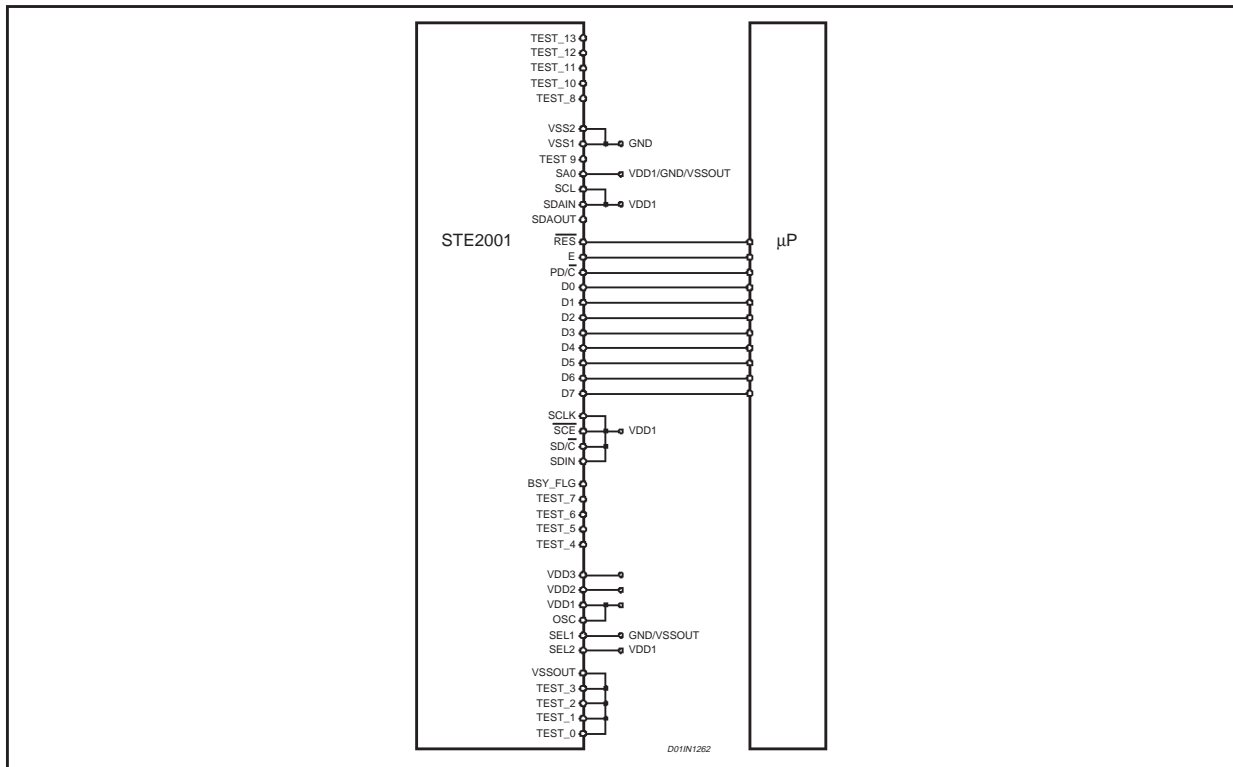 TEST_13
TEST_12
TEST_11
TEST_10
TEST_8
VSS2
VSS1 GND
TEST 9
SA0 VDD1/GND/VSSOUT
SCL
SDAIN VDD1
SDAOUT
STE2001 R̅E̅S̅ µP
E
PD/C̅
D0
D1
D2
D3
D4
D5
D6
D7
SCLK
S̅C̅E̅ VDD1
SD/C̅
SDIN
BSY_FLG
TEST_7
TEST_6
TEST_5
TEST_4
VDD3
VDD2
VDD1
OSC
SEL1 GND/VSSOUT
SEL2 VDD1
VSSOUT
TEST_3
TEST_2
TEST_1
TEST_0
D01IN1262